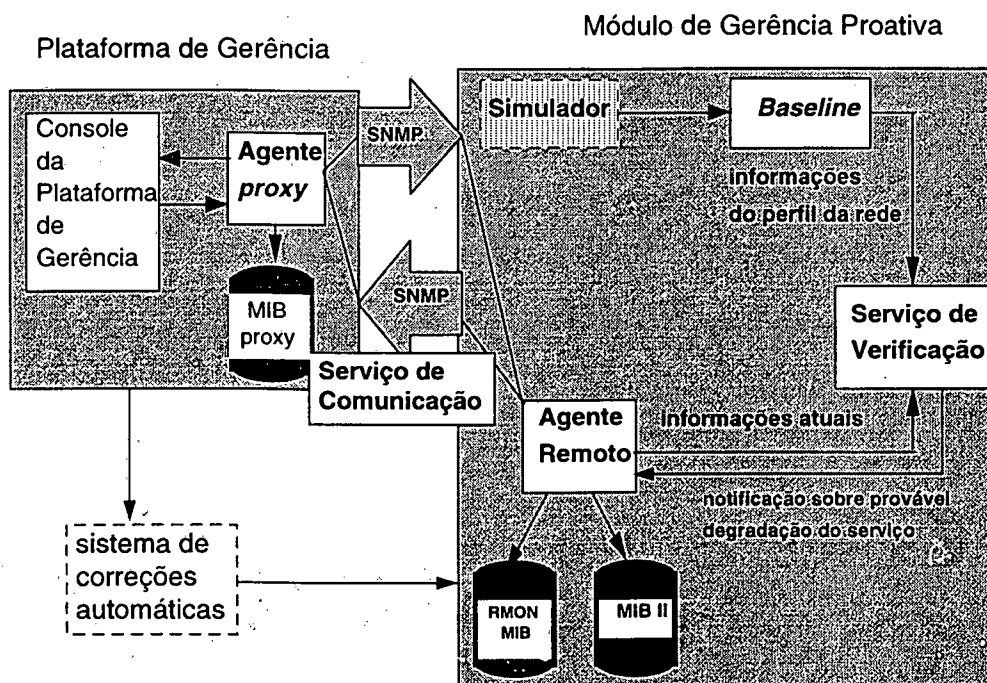 Plataforma de Gerência
Módulo de Gerência Proativa
Console
da
Plataforma
de
Gerência
Agente
proxy
MIB
proxy
SNMP
SNMP
Serviço de
Comunicação
Simulador
Baseline
informações
do perfil da rede
Serviço de
Verificação
Agente
Remoto
Informações atuais
notificação sobre provável
degradação do serviço
RMON
MIB
MIB II
sistema de
correções
automáticas